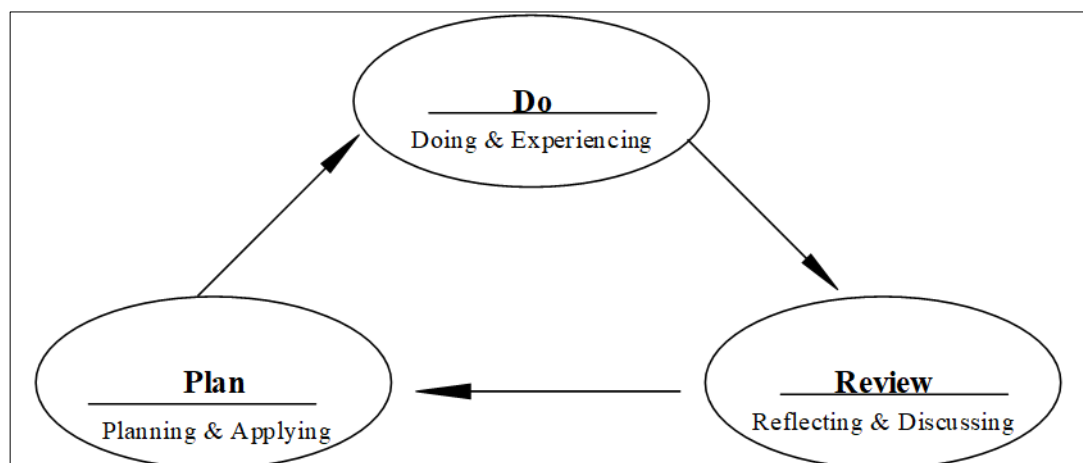 Do
Doing & Experiencing
Plan
Planning & Applying
Review
Reflecting & Discussing